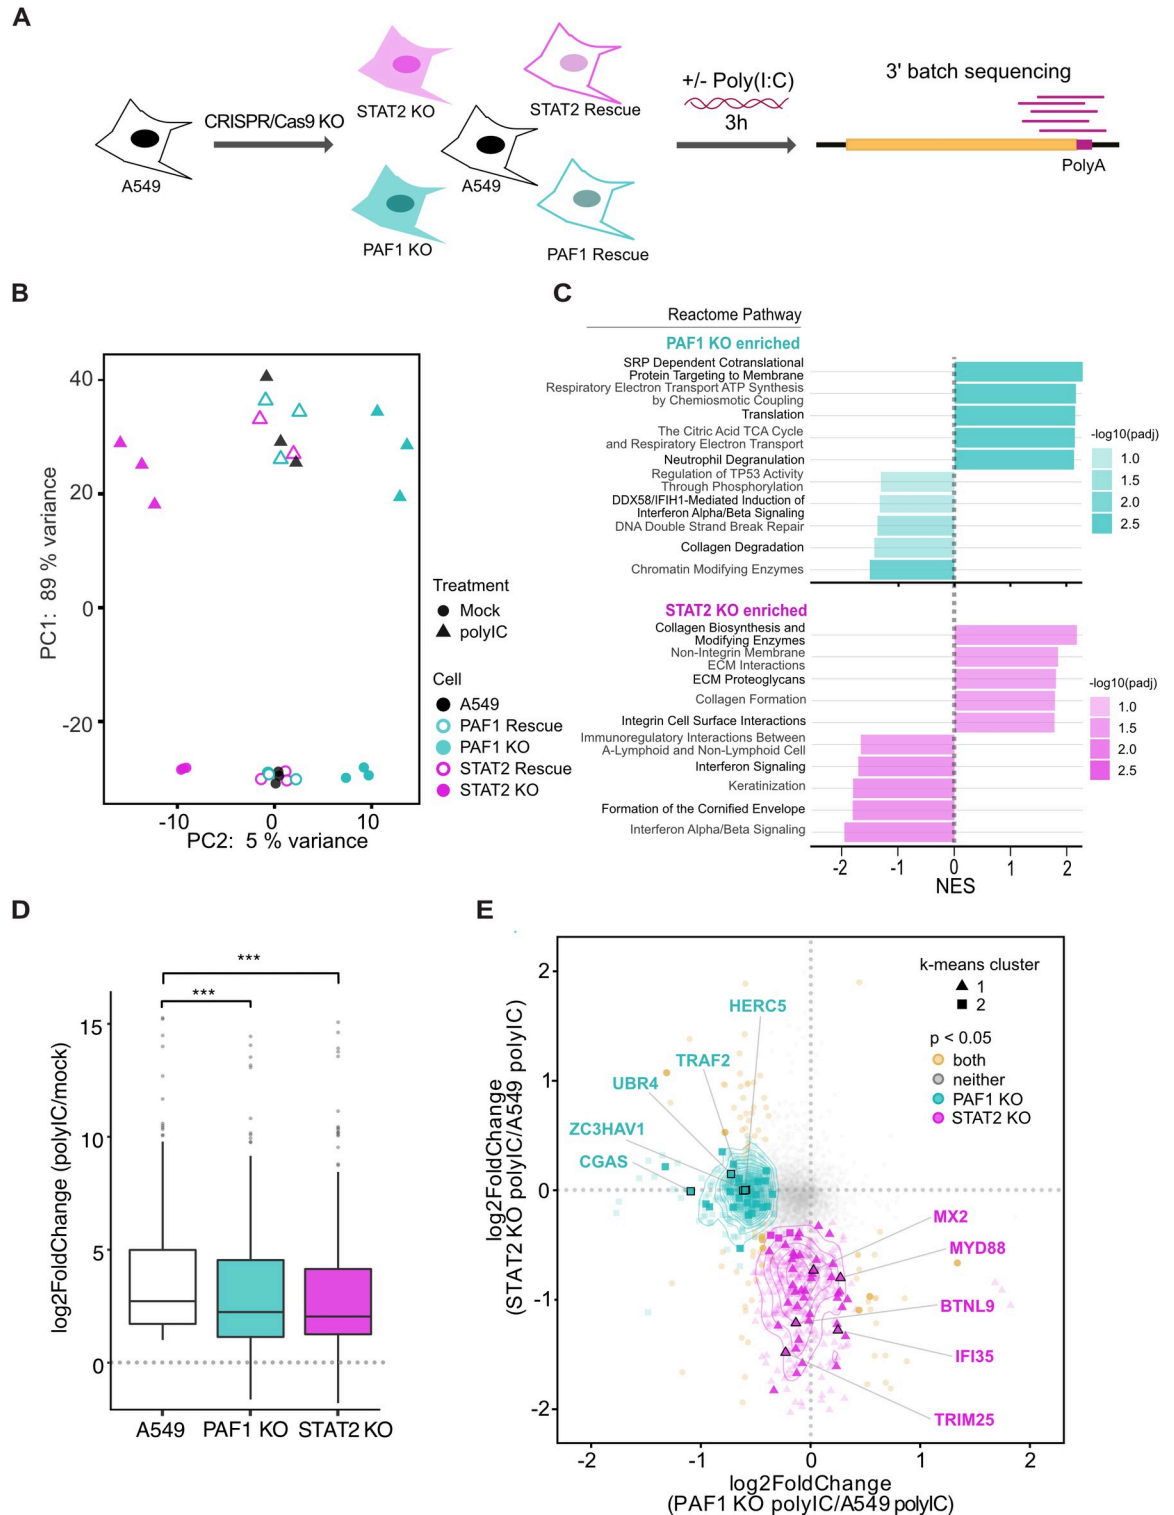 A
CRISPR/Cas9 KO
A549
STAT2 KO
STAT2 Rescue
A549
PAF1 KO
PAF1 Rescue
+/- Poly(I:C)
3h
3' batch sequencing
PolyA
B
PC1: 89 % variance
40
20
0
-20
-10
0
10
PC2: 5 % variance
Treatment
Mock
polyIC
Cell
A549
PAF1 Rescue
PAF1 KO
STAT2 Rescue
STAT2 KO
C
Reactome Pathway
PAF1 KO enriched
SRP Dependent Cotranslational
Protein Targeting to Membrane
Respiratory Electron Transport ATP Synthesis
by Chemiosmotic Coupling
Translation
The Citric Acid TCA Cycle
and Respiratory Electron Transport
Neutrophil Degranulation
Regulation of TP53 Activity
Through Phosphorylation
DDX58/IFIH1-Mediated Induction of
Interferon Alpha/Beta Signaling
DNA Double Strand Break Repair
Collagen Degradation
Chromatin Modifying Enzymes
-log10(padj)
1.0
1.5
2.0
2.5
STAT2 KO enriched
Collagen Biosynthesis and
Modifying Enzymes
Non-Integrin Membrane
ECM Interactions
ECM Proteoglycans
Collagen Formation
Integrin Cell Surface Interactions
Immunoregulatory Interactions Between
A-Lymphoid and Non-Lymphoid Cell
Interferon Signaling
Keratinization
Formation of the Cornified Envelope
Interferon Alpha/Beta Signaling
-log10(padj)
1.0
1.5
2.0
2.5
-2
-1
0
1
2
NES
D
log2FoldChange (polyIC/mock)
15
10
5
0
***
***
A549
PAF1 KO
STAT2 KO
E
log2FoldChange
(STAT2 KO polyIC/A549 polyIC)
2
1
0
-1
-2
HERC5
TRAF2
UBR4
ZC3HAV1
CGAS
k-means cluster
1
2
p < 0.05
both
neither
PAF1 KO
STAT2 KO
MX2
MYD88
BTNL9
IFI35
TRIM25
-2
-1
0
1
2
log2FoldChange
(PAF1 KO polyIC/A549 polyIC)